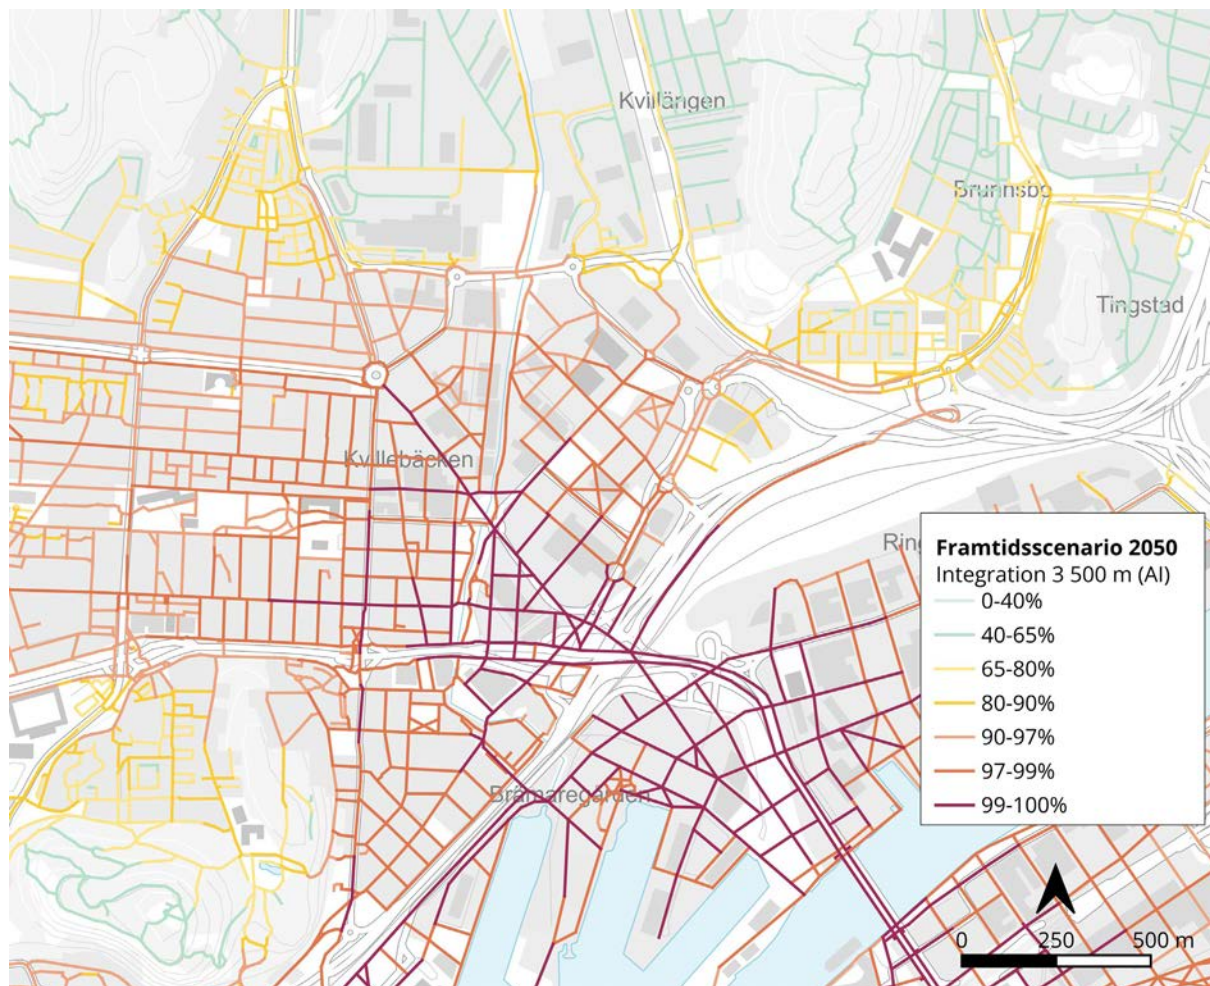 Kvillängen
Brunnsbo
Tingstad
Kvillebäcken
Ring
Brämaregården
Framtidsscenario 2050
Integration 3 500 m (AI)
0-40%
40-65%
65-80%
80-90%
90-97%
97-99%
99-100%
0 250 500 m